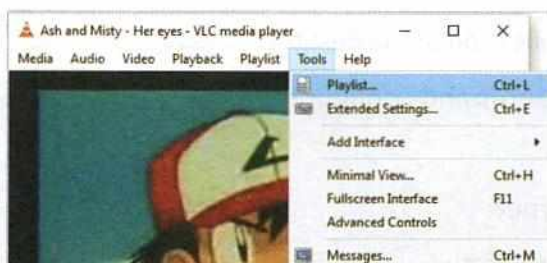 Ash and Misty - Her eyes - VLC media player
Media Audio Video Playback Playlist Tools Help
Playlist... Ctrl+L
Extended Settings... Ctrl+E
Add Interface
Minimal View... Ctrl+H
Fullscreen Interface F11
Advanced Controls
Messages... Ctrl+M